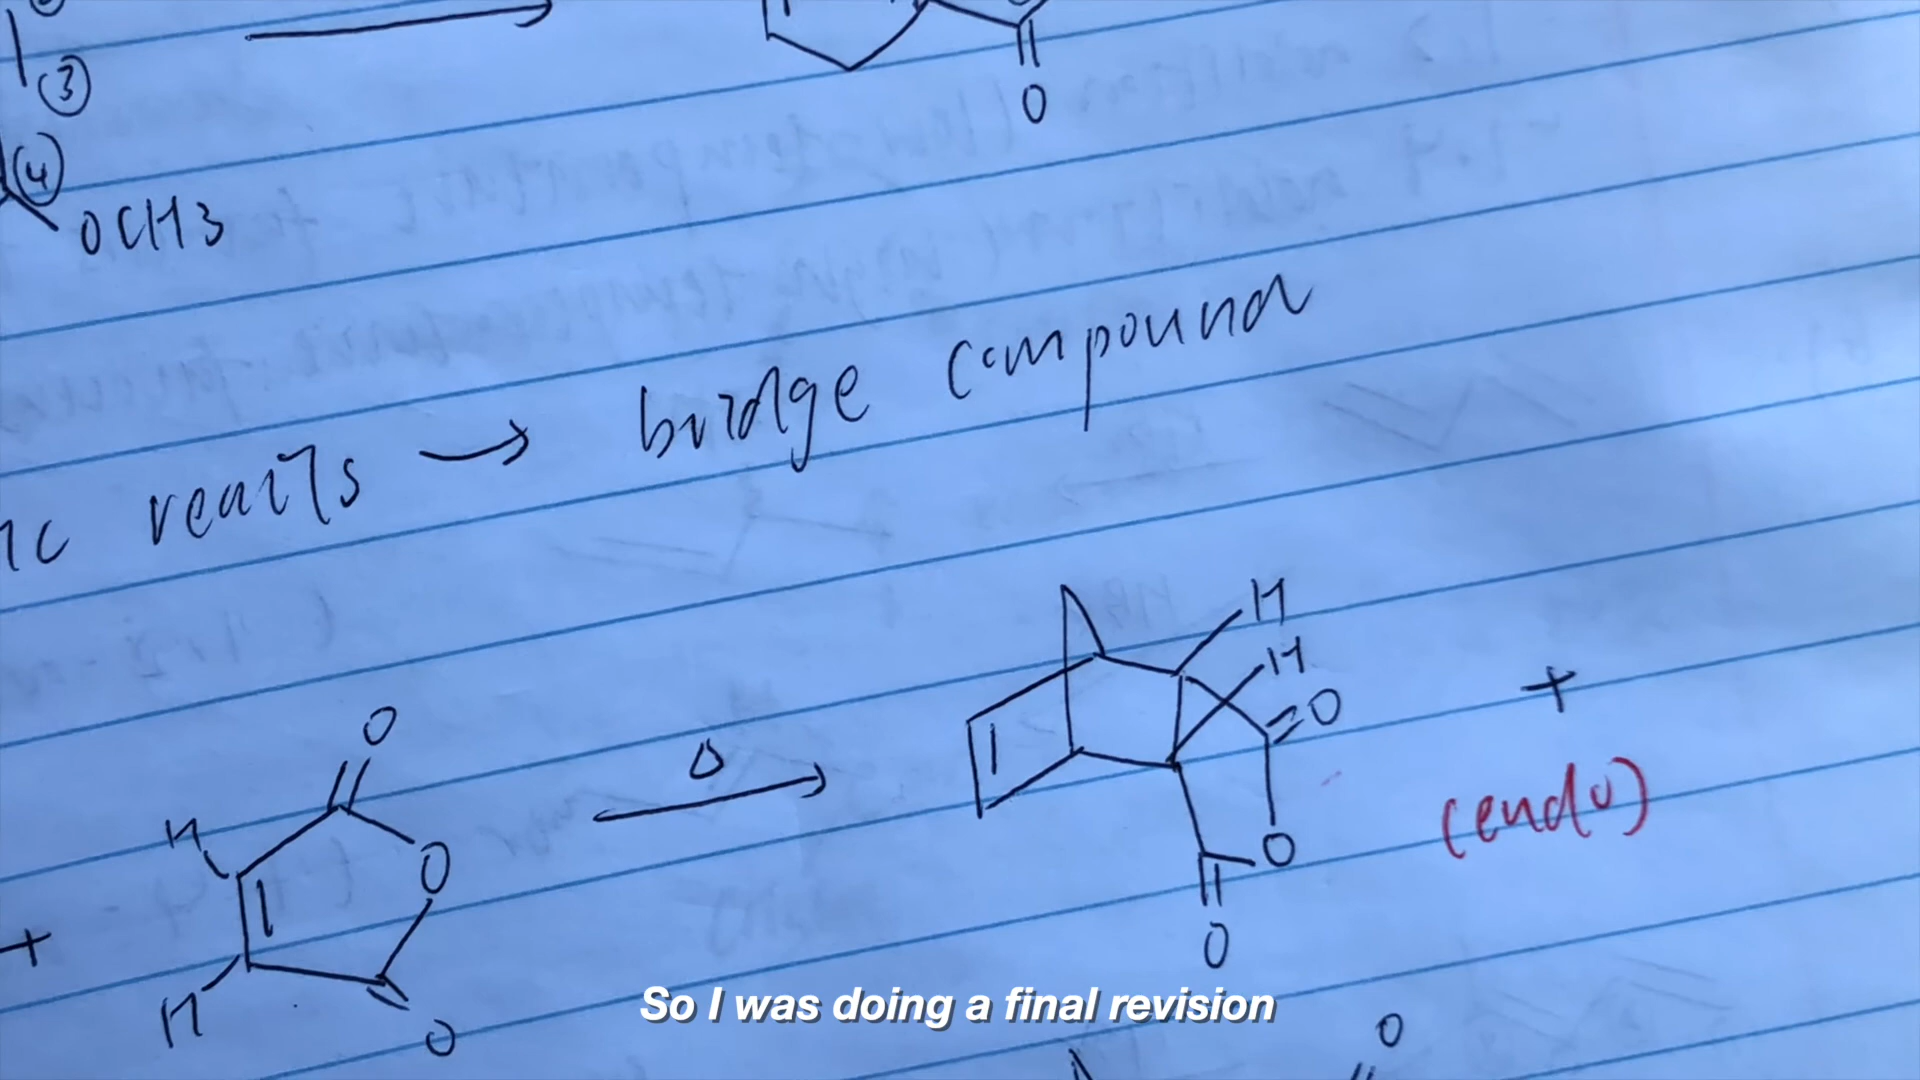 ③
O
④
OCH3
reacts → bridge compound
H
H
O
O
Δ
=O
+
H
O
(endo)
O
+
O
H
O
So I was doing a final revision
O